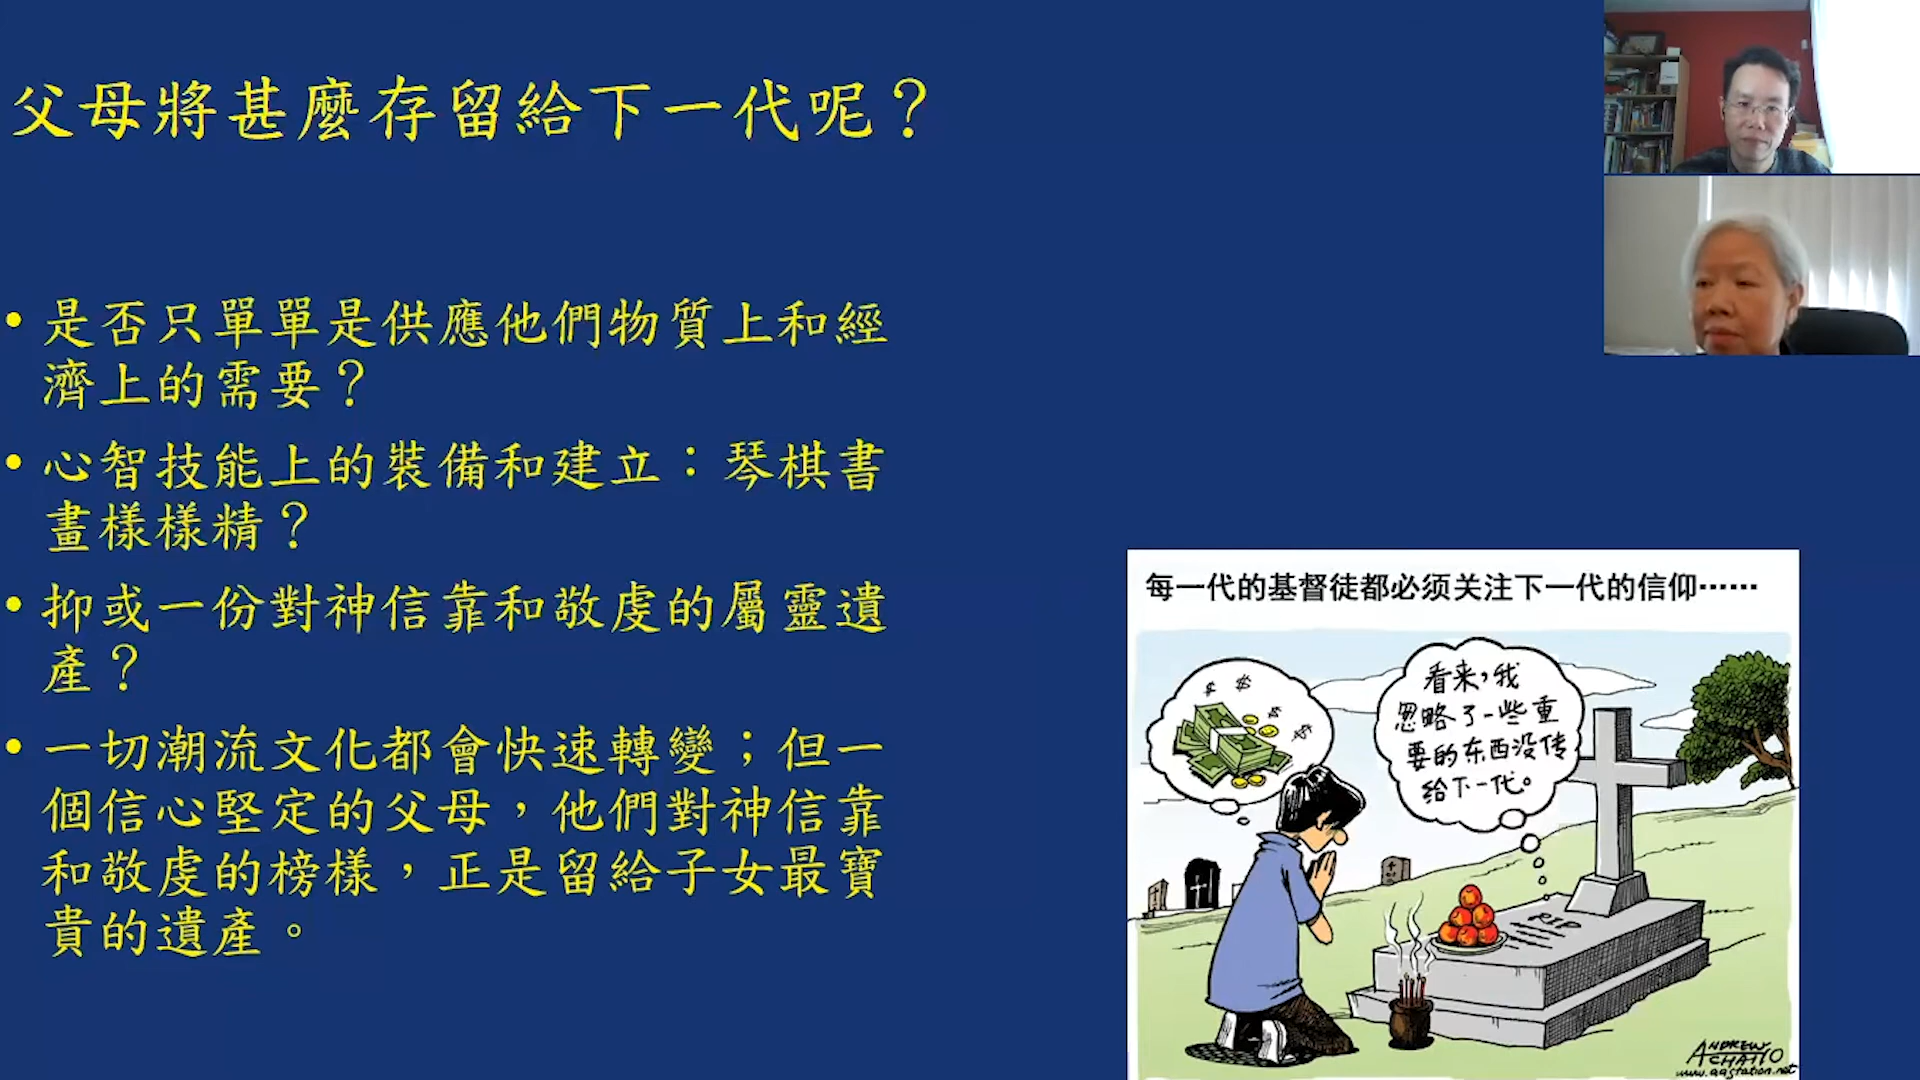 父母將甚麼存留給下一代呢？
• 是否只單單是供應他們物質上和經
濟上的需要？
• 心智技能上的裝備和建立：琴棋書
畫樣樣精？
• 抑或一份對神信靠和敬虔的屬靈遺
產？
• 一切潮流文化都會快速轉變；但一
個信心堅定的父母，他們對神信靠
和敬虔的榜樣，正是留給子女最寶
貴的遺產。
每一代的基督徒都必须关注下一代的信仰……
$ $
$
$
看来,我
忽略了一些重
要的东西没传
给下一代。
RIP
ANDREW
CHATIO
www.aagstation.net